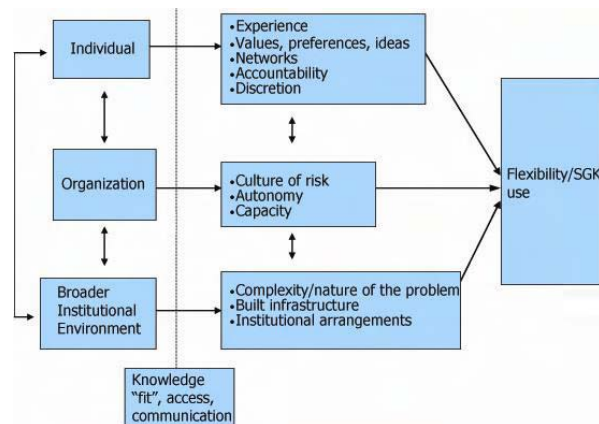 Individual
•Experience
•Values, preferences, ideas
•Networks
•Accountability
•Discretion
Organization
•Culture of risk
•Autonomy
•Capacity
Flexibility/SGK
use
Broader
Institutional
Environment
•Complexity/nature of the problem
•Built infrastructure
•Institutional arrangements
Knowledge
"fit", access,
communication